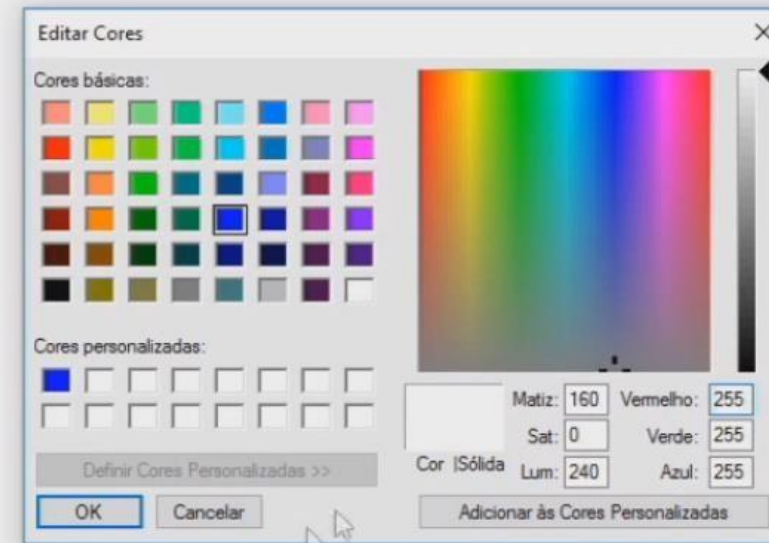 Editar Cores
Cores básicas:
Cores personalizadas:
Definir Cores Personalizadas >>
OK
Cancelar
Cor |Sólida
Matiz: 160
Vermelho: 255
Sat: 0
Verde: 255
Lum: 240
Azul: 255
Adicionar às Cores Personalizadas